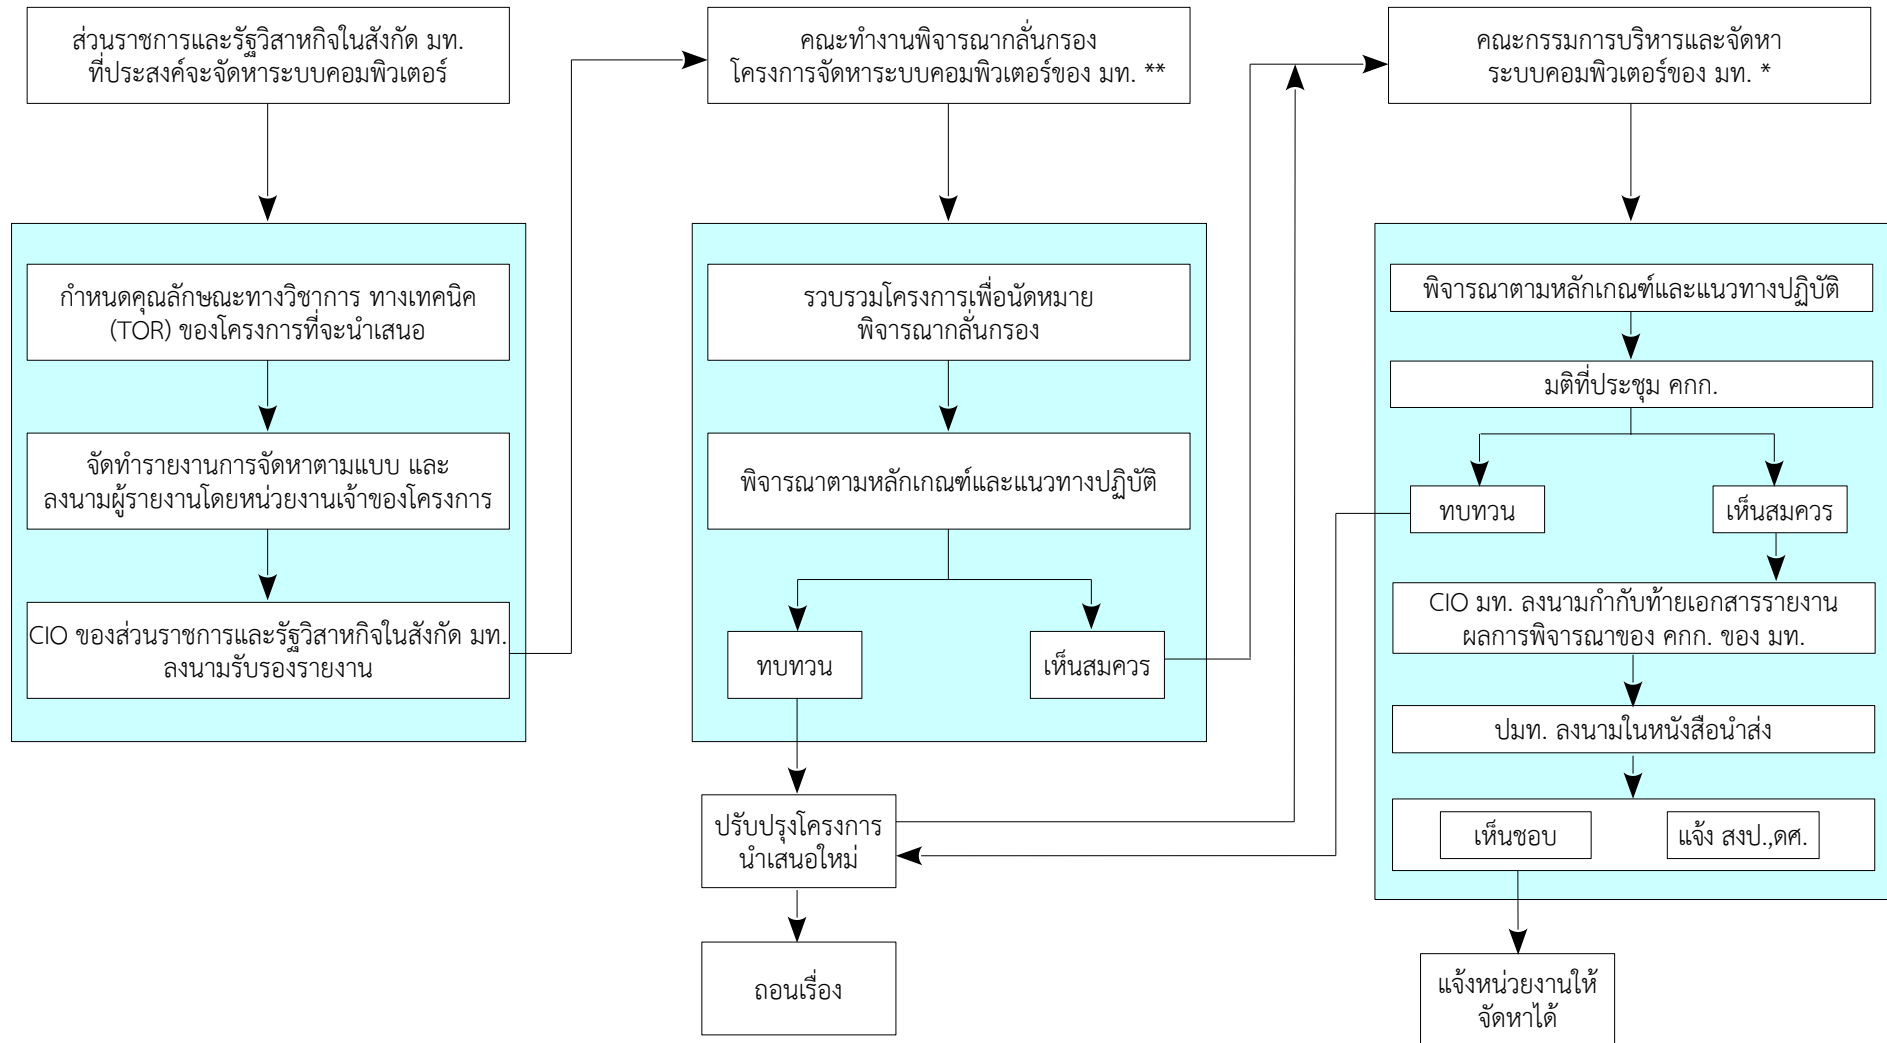 ส่วนราชการและรัฐวิสาหกิจในสังกัด มท.
ที่ประสงค์จะจัดหาระบบคอมพิวเตอร์
กำหนดคุณลักษณะทางวิชาการ ทางเทคนิค
(TOR) ของโครงการที่จะนำเสนอ
จัดทำรายงานการจัดหาตามแบบ และ
ลงนามผู้รายงานโดยหน่วยงานเจ้าของโครงการ
CIO ของส่วนราชการและรัฐวิสาหกิจในสังกัด มท.
ลงนามรับรองรายงาน
คณะทำงานพิจารณากลั่นกรอง
โครงการจัดหาระบบคอมพิวเตอร์ของ มท. **
รวบรวมโครงการเพื่อนัดหมาย
พิจารณากลั่นกรอง
พิจารณาตามหลักเกณฑ์และแนวทางปฏิบัติ
ทบทวน
เห็นสมควร
ปรับปรุงโครงการ
นำเสนอใหม่
ถอนเรื่อง
คณะกรรมการบริหารและจัดหา
ระบบคอมพิวเตอร์ของ มท. *
พิจารณาตามหลักเกณฑ์และแนวทางปฏิบัติ
มติที่ประชุม คกก.
ทบทวน
เห็นสมควร
CIO มท. ลงนามกำกับท้ายเอกสารรายงาน
ผลการพิจารณาของ คกก. ของ มท.
ปมท. ลงนามในหนังสือนำส่ง
เห็นชอบ
แจ้ง สงป.,ดศ.
แจ้งหน่วยงานให้
จัดหาได้